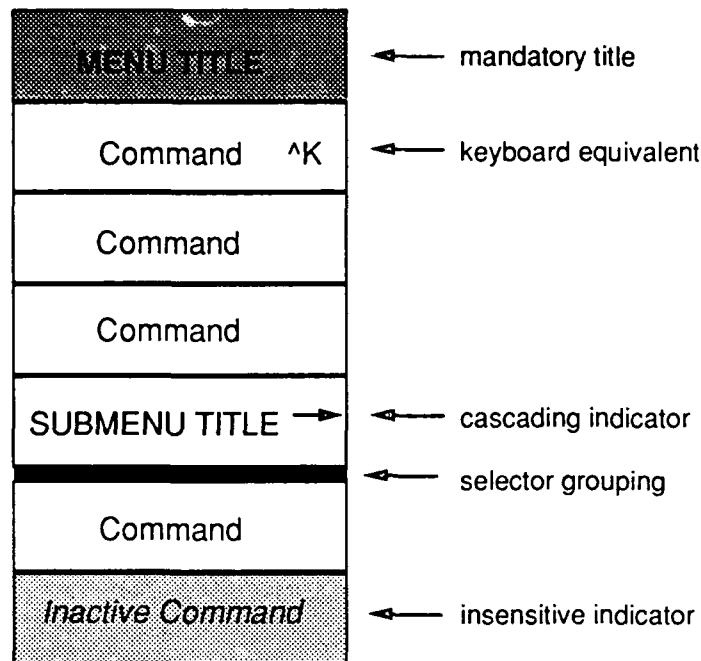 MENU TITLE
mandatory title
Command ^K
keyboard equivalent
Command
Command
SUBMENU TITLE
cascading indicator
selector grouping
Command
Inactive Command
insensitive indicator